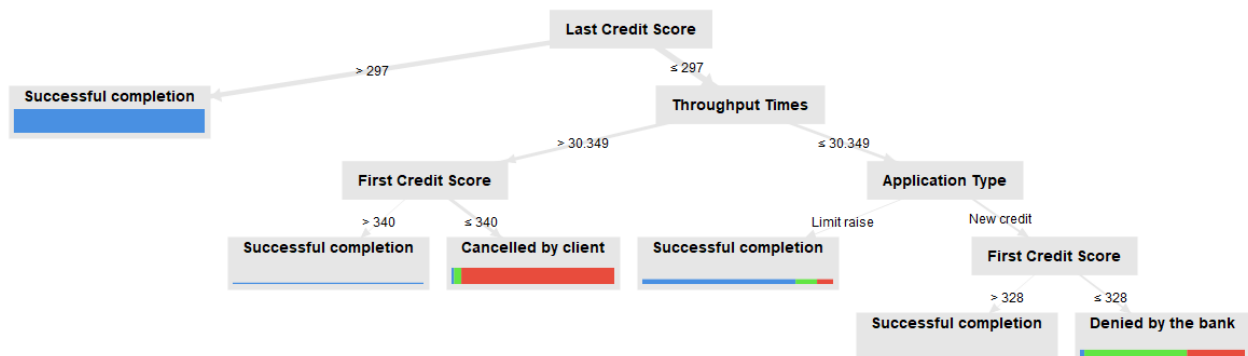 Last Credit Score
> 297
≤ 297
Successful completion
Throughput Times
> 30.349
≤ 30.349
First Credit Score
Application Type
> 340
≤ 340
Limit raise
New credit
Successful completion
Cancelled by client
Successful completion
First Credit Score
> 328
≤ 328
Successful completion
Denied by the bank